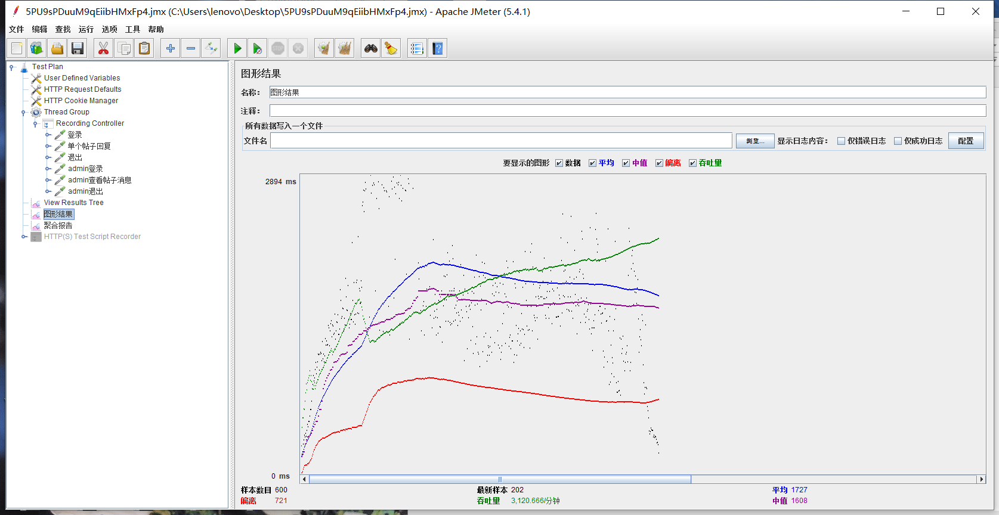 5PU9sPDuuM9qEiibHMxFp4.jmx (C:\Users\lenovo\Desktop\5PU9sPDuuM9qEiibHMxFp4.jmx) - Apache JMeter (5.4.1)
文件 编辑 查找 运行 选项 工具 帮助
STOP
Test Plan
User Defined Variables
HTTP Request Defaults
HTTP Cookie Manager
Thread Group
Recording Controller
登录
单个帖子回复
退出
admin登录
admin查看帖子消息
admin退出
View Results Tree
图形结果
聚合报告
HTTP(S) Test Script Recorder
图形结果
名称： 图形结果
注释：
所有数据写入一个文件
文件名 浏览... 显示日志内容： 仅错误日志 仅成功日志 配置
要显示的图形 数据 平均 中值 偏离 吞吐量
2894 ms
0 ms
样本数目 600 最新样本 202 平均 1727
偏离 721 吞吐量 3,120.666/分钟 中值 1608